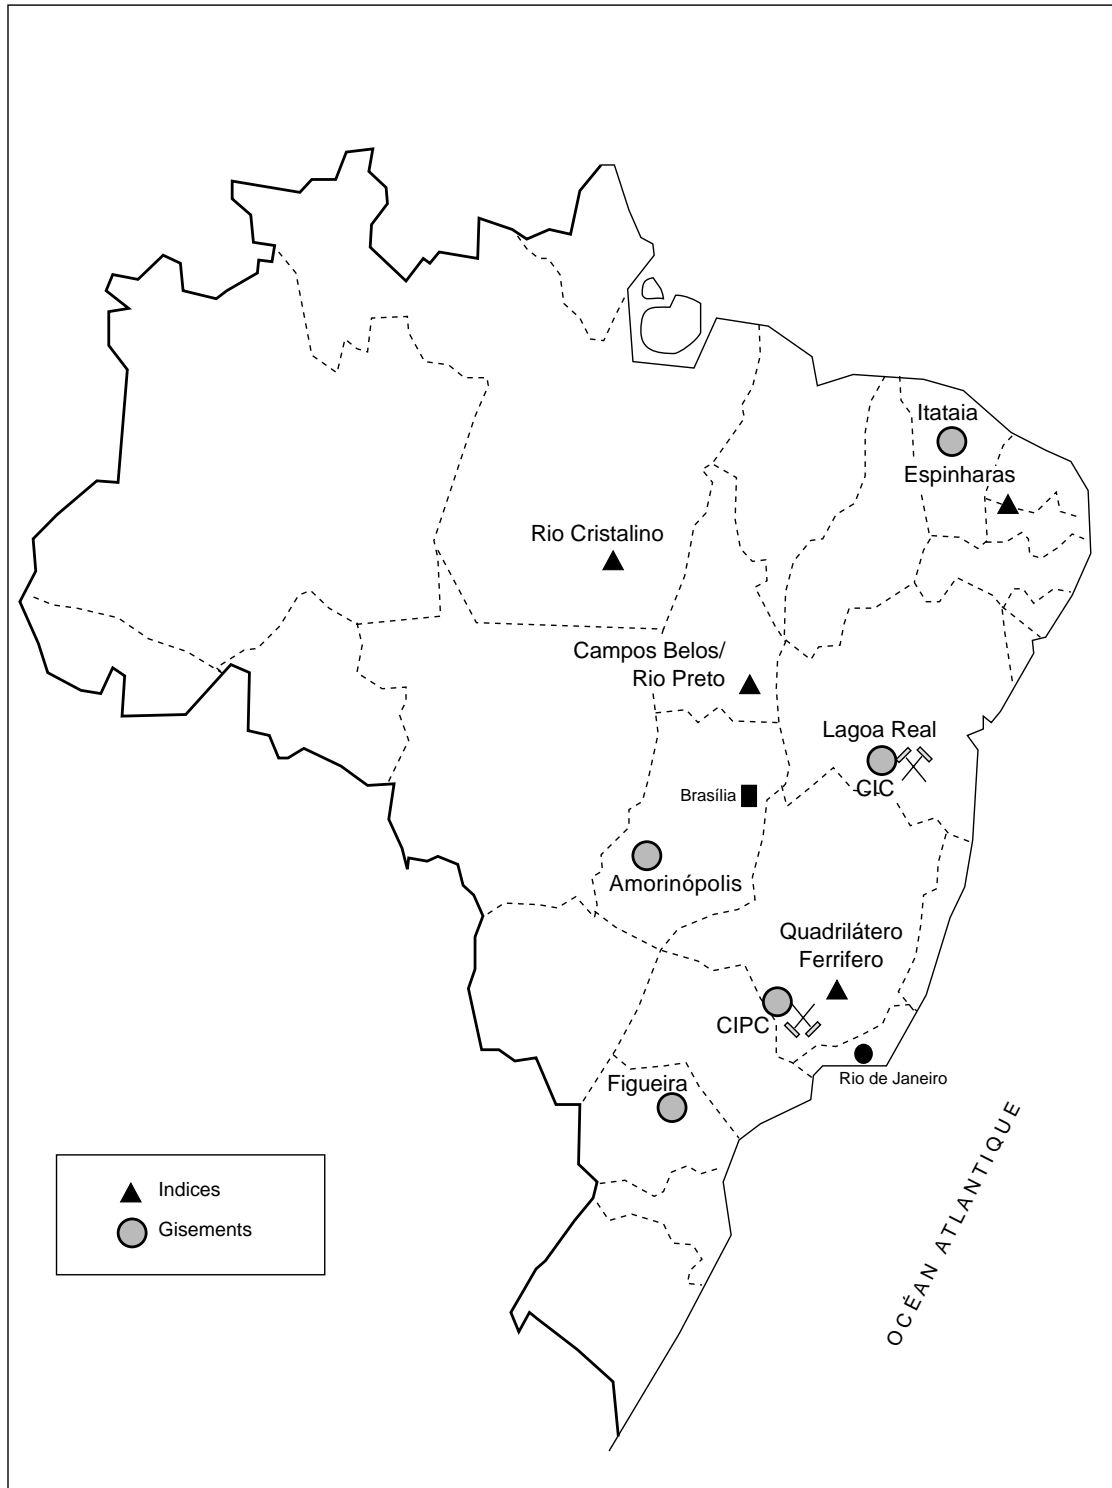 Itataia
Espinharas
Rio Cristalino
Campos Belos/
Rio Preto
Lagoa Real
CIC
Brasília
Amorinópolis
Quadrilátero
Ferrifero
CIPC
Rio de Janeiro
Figueira
OCÉAN ATLANTIQUE
Indices
Gisements